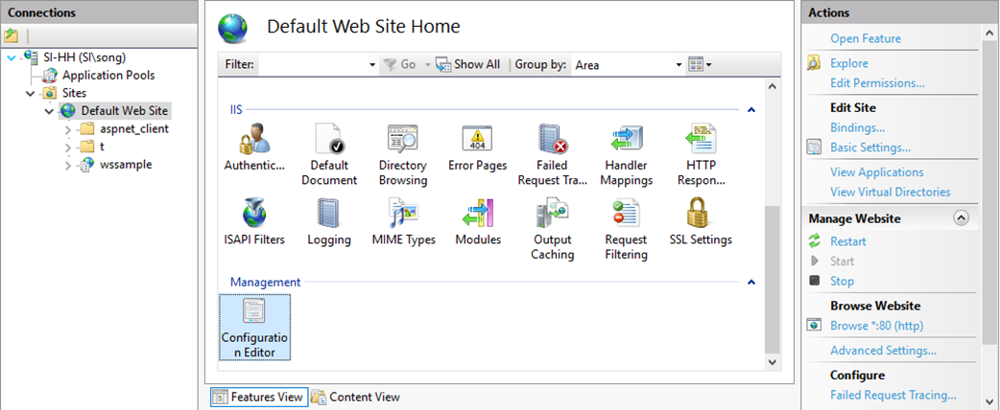 Connections
SI-HH (SI\song)
Application Pools
Sites
Default Web Site
aspnet_client
t
wssample
Default Web Site Home
Filter:
Go
Show All
Group by:
Area
IIS
Authentic...
Default
Document
Directory
Browsing
Error Pages
404
Failed
Request Tra...
Handler
Mappings
HTTP
Respon...
ISAPI Filters
Logging
MIME Types
Modules
Output
Caching
Request
Filtering
SSL Settings
Management
Configuratio
n Editor
Features View
Content View
Actions
Open Feature
Explore
Edit Permissions...
Edit Site
Bindings...
Basic Settings...
View Applications
View Virtual Directories
Manage Website
Restart
Start
Stop
Browse Website
Browse *:80 (http)
Advanced Settings...
Configure
Failed Request Tracing...